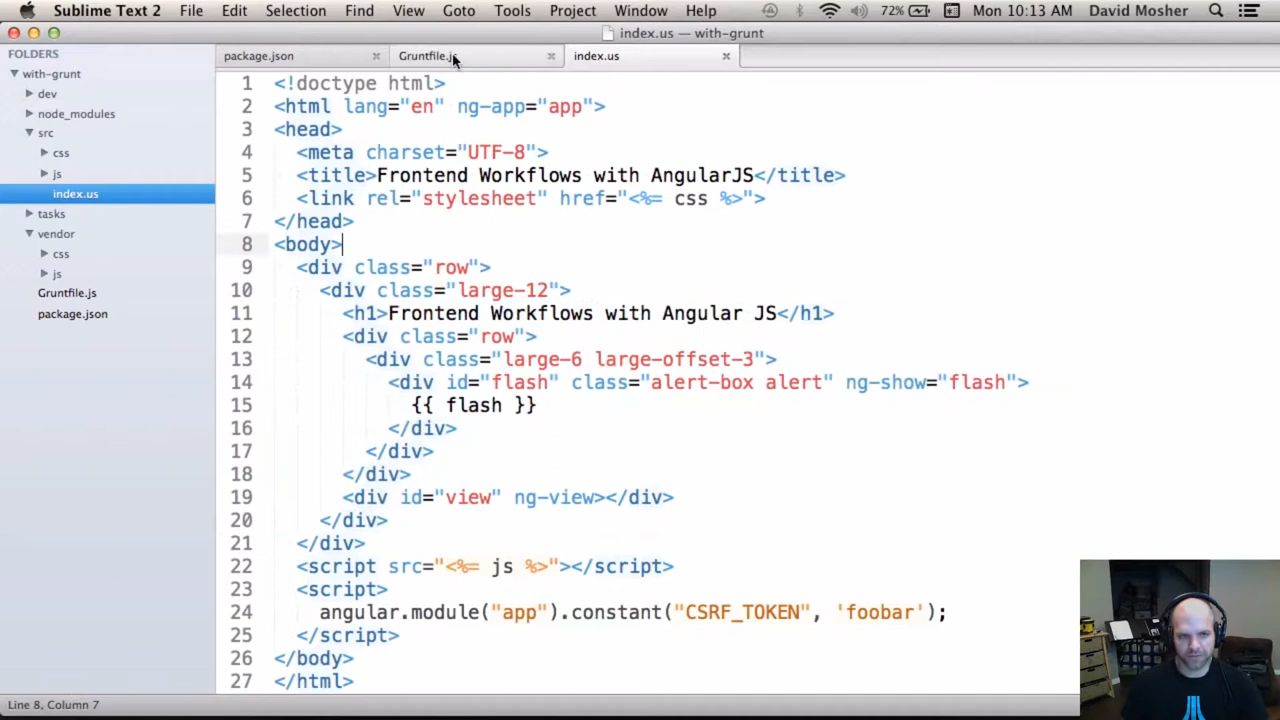 Sublime Text 2 File Edit Selection Find View Goto Tools Project Window Help 72% Mon 10:13 AM David Mosher
index.us — with-grunt
FOLDERS
with-grunt
dev
node_modules
src
css
js
index.us
tasks
vendor
css
js
Gruntfile.js
package.json
package.json Gruntfile.js index.us
1 <!doctype html>
2 <html lang="en" ng-app="app">
3 <head>
4 <meta charset="UTF-8">
5 <title>Frontend Workflows with AngularJS</title>
6 <link rel="stylesheet" href="<%= css %>">
7 </head>
8 <body>
9 <div class="row">
10 <div class="large-12">
11 <h1>Frontend Workflows with Angular JS</h1>
12 <div class="row">
13 <div class="large-6 large-offset-3">
14 <div id="flash" class="alert-box alert" ng-show="flash">
15 {{ flash }}
16 </div>
17 </div>
18 </div>
19 <div id="view" ng-view></div>
20 </div>
21 </div>
22 <script src="<%= js %>"></script>
23 <script>
24 angular.module("app").constant("CSRF_TOKEN", 'foobar');
25 </script>
26 </body>
27 </html>
Line 8, Column 7